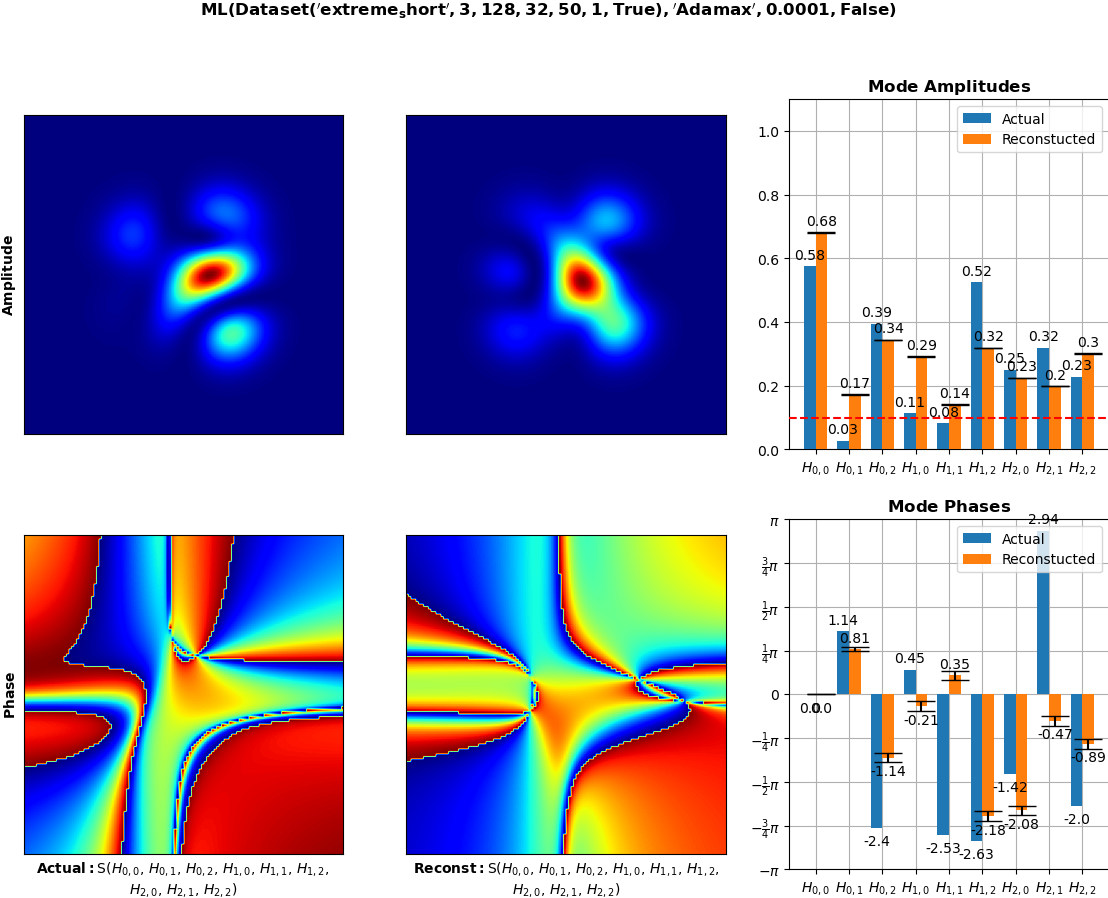 ML(Dataset('extreme_short', 3, 128, 32, 50, 1, True), 'Adamax', 0.0001, False)
Amplitude
Mode Amplitudes
Actual
Reconstucted
1.0
0.8
0.6
0.4
0.2
0.0
0.58
0.68
0.03
0.17
0.39
0.34
0.11
0.29
0.08
0.14
0.52
0.32
0.25
0.23
0.32
0.2
0.23
0.3
H0,0 H0,1 H0,2 H1,0 H1,1 H1,2 H2,0 H2,1 H2,2
Phase
Mode Phases
Actual
Reconstucted
π
3/4π
1/2π
1/4π
0
−1/4π
−1/2π
−3/4π
−π
0.0
0.0
1.14
0.81
-2.4
-1.14
0.45
-0.21
-2.53
0.35
-2.63
-2.18
-1.42
-2.08
2.94
-0.47
-2.0
-0.89
H0,0 H0,1 H0,2 H1,0 H1,1 H1,2 H2,0 H2,1 H2,2
Actual: S(H0,0, H0,1, H0,2, H1,0, H1,1, H1,2,
H2,0, H2,1, H2,2)
Reconst: S(H0,0, H0,1, H0,2, H1,0, H1,1, H1,2,
H2,0, H2,1, H2,2)